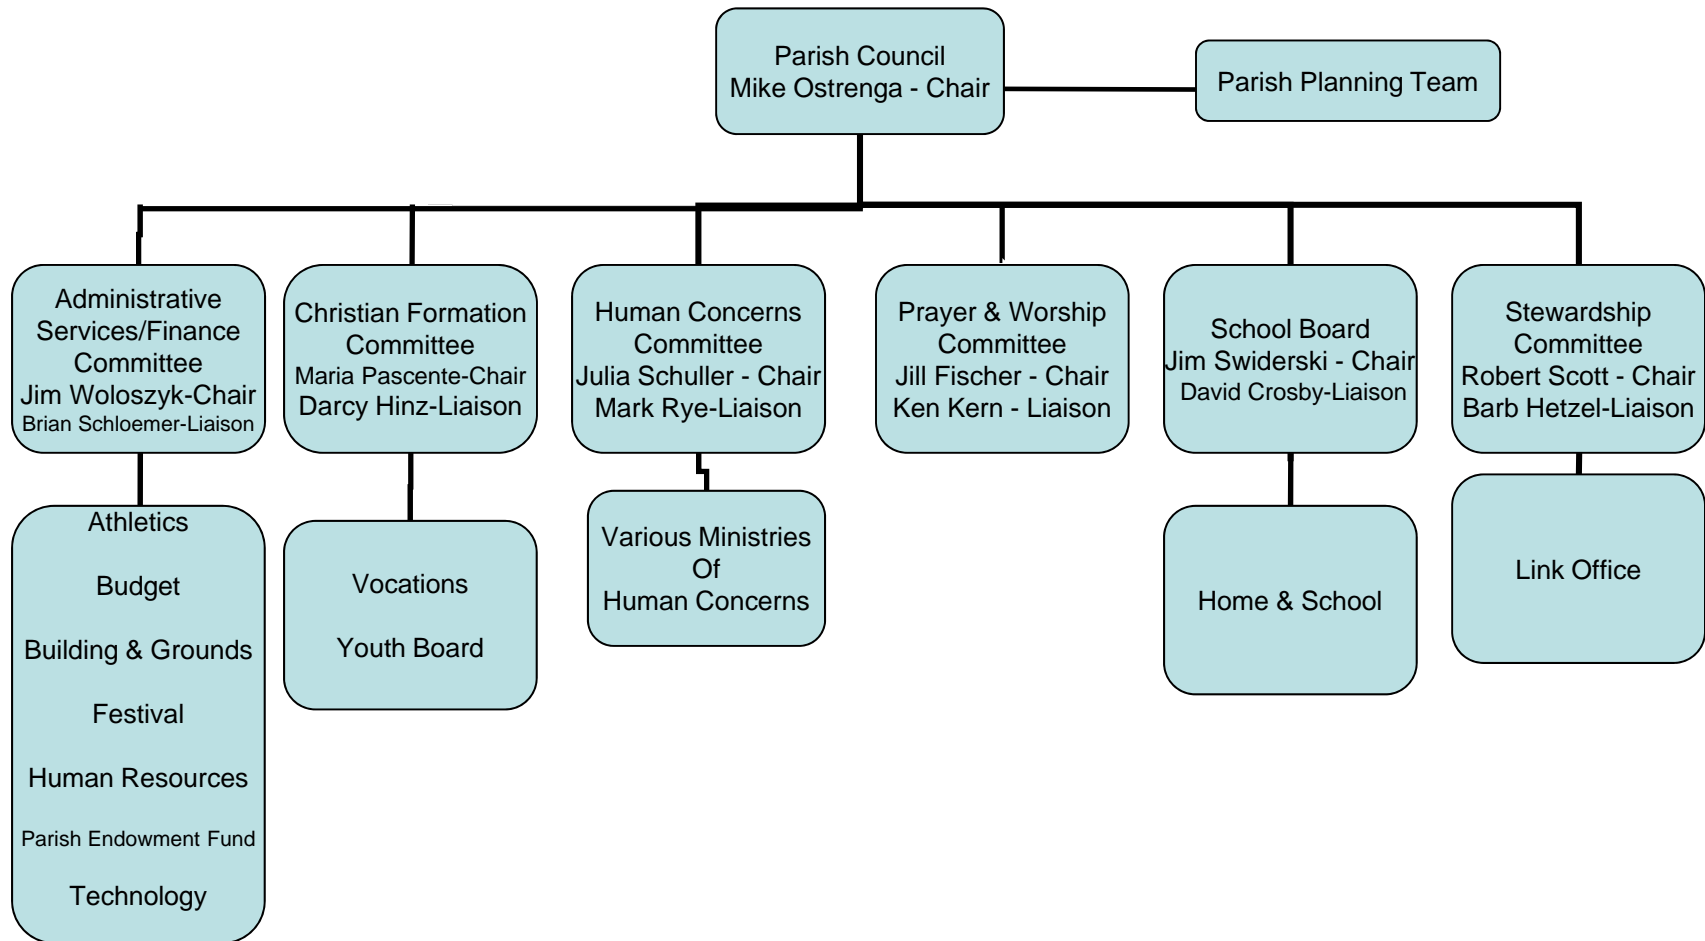 Parish Council
Mike Ostrenga - Chair
Parish Planning Team
Administrative
Services/Finance
Committee
Jim Woloszyk-Chair
Brian Schloemer-Liaison
Christian Formation
Committee
Maria Pascente-Chair
Darcy Hinz-Liaison
Human Concerns
Committee
Julia Schuller - Chair
Mark Rye-Liaison
Prayer & Worship
Committee
Jill Fischer - Chair
Ken Kern - Liaison
School Board
Jim Swiderski - Chair
David Crosby-Liaison
Stewardship
Committee
Robert Scott - Chair
Barb Hetzel-Liaison
Athletics
Budget
Building & Grounds
Festival
Human Resources
Parish Endowment Fund
Technology
Vocations
Youth Board
Various Ministries
Of
Human Concerns
Home & School
Link Office